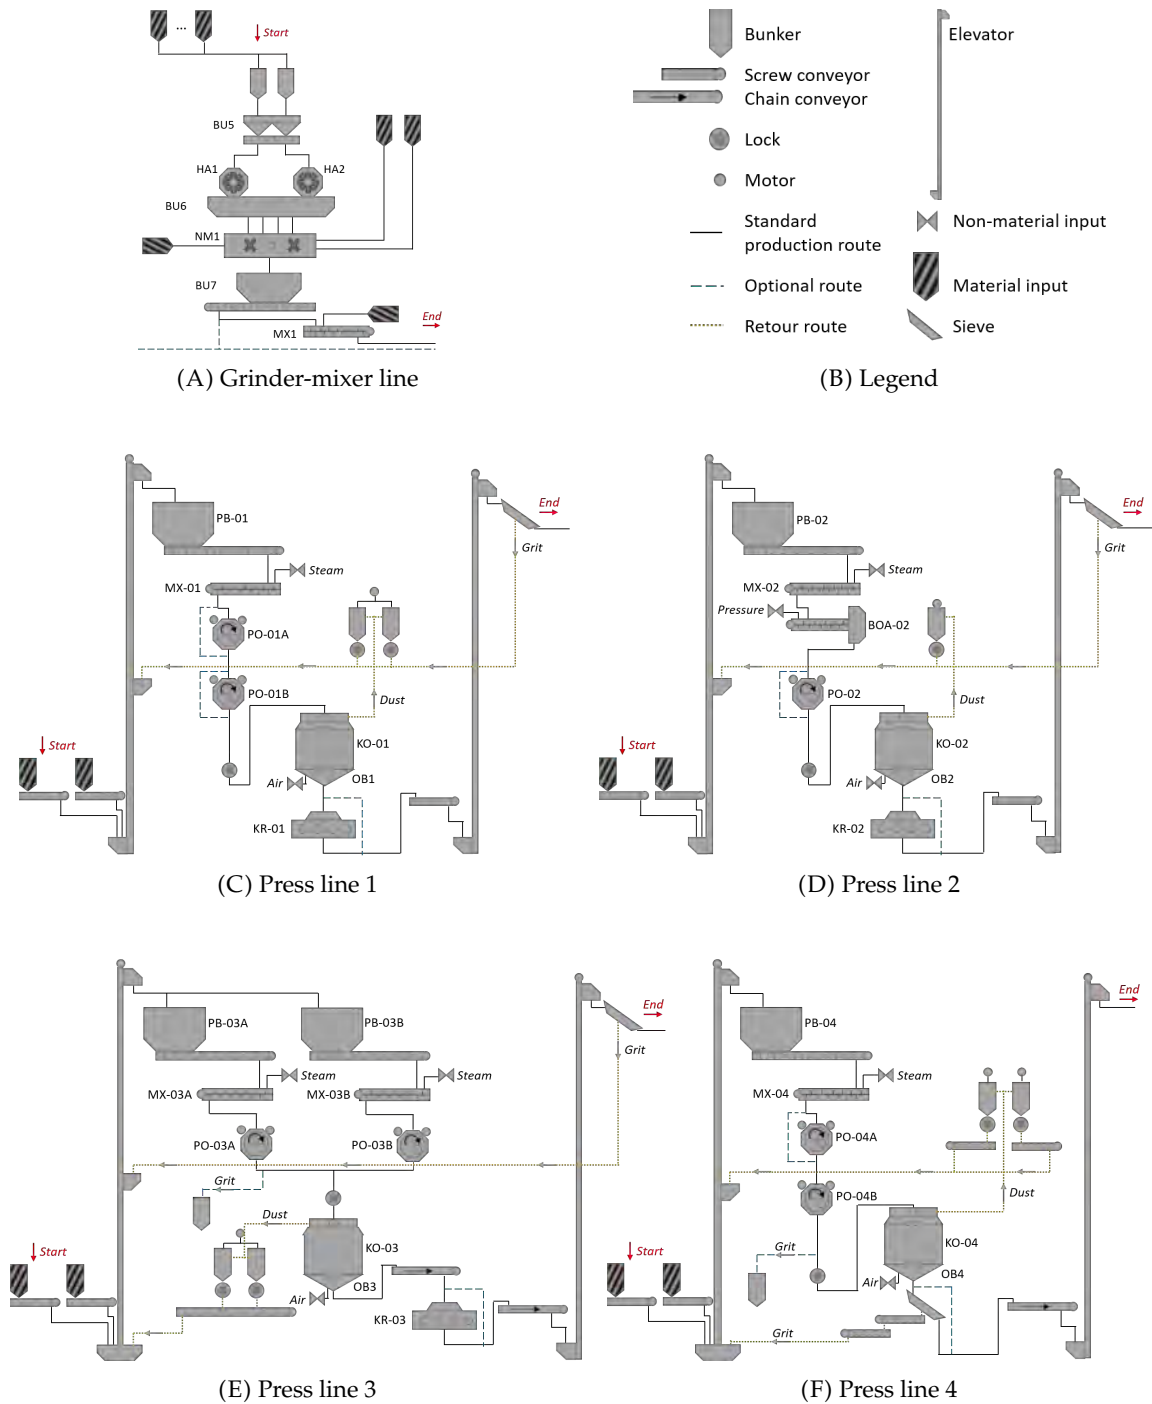 ...
Start
BU5
HA1
HA2
BU6
NM1
BU7
MX1
End
(A) Grinder-mixer line
Bunker
Elevator
Screw conveyor
Chain conveyor
Lock
Motor
Standard
production route
Non-material input
Optional route
Material input
Retour route
Sieve
(B) Legend
PB-01
End
Grit
Steam
MX-01
PO-01A
PO-01B
Dust
Start
KO-01
Air
OB1
KR-01
(C) Press line 1
PB-02
End
Grit
Steam
MX-02
Pressure
BOA-02
PO-02
Dust
Start
KO-02
Air
OB2
KR-02
(D) Press line 2
PB-03A
PB-03B
End
Grit
Steam
Steam
MX-03A
MX-03B
PO-03A
PO-03B
Grit
Dust
Start
KO-03
OB3
Air
KR-03
(E) Press line 3
PB-04
End
Steam
MX-04
PO-04A
PO-04B
Dust
Grit
Start
KO-04
OB4
Air
Grit
(F) Press line 4